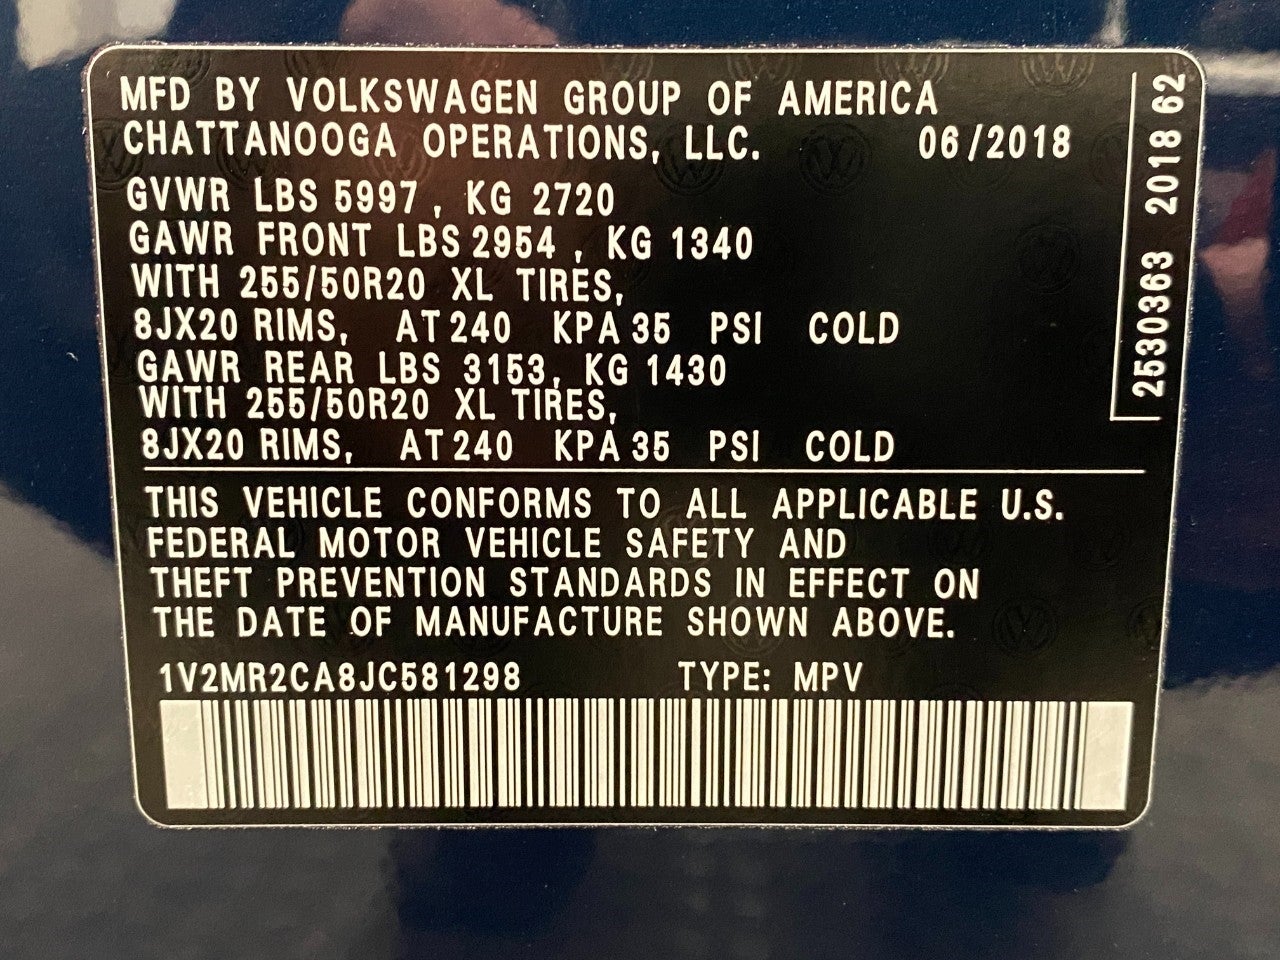 MFD BY VOLKSWAGEN GROUP OF AMERICA
CHATTANOOGA OPERATIONS, LLC. 06/2018
GVWR LBS 5997 , KG 2720
GAWR FRONT LBS 2954 , KG 1340
WITH 255/50R20 XL TIRES,
8JX20 RIMS, AT 240 KPA 35 PSI COLD
GAWR REAR LBS 3153, KG 1430
WITH 255/50R20 XL TIRES,
8JX20 RIMS, AT 240 KPA 35 PSI COLD
THIS VEHICLE CONFORMS TO ALL APPLICABLE U.S.
FEDERAL MOTOR VEHICLE SAFETY AND
THEFT PREVENTION STANDARDS IN EFFECT ON
THE DATE OF MANUFACTURE SHOWN ABOVE.
1V2MR2CA8JC581298 TYPE: MPV
2530363 2018 62